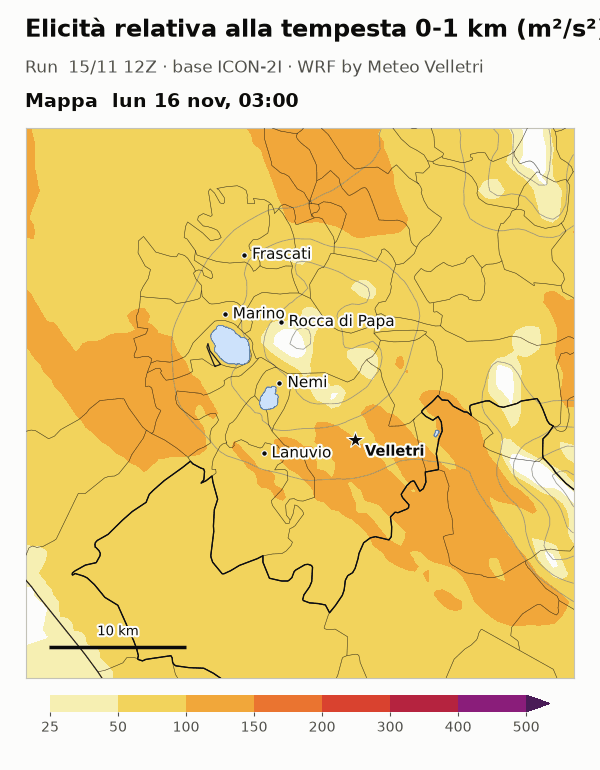 Elicità relativa alla tempesta 0-1 km (m²/s²)
Run 15/11 12Z · base ICON-2I · WRF by Meteo Velletri
Mappa lun 16 nov, 03:00
Frascati
Marino
Rocca di Papa
Nemi
Velletri
Lanuvio
10 km
25 50 100 150 200 300 400 500